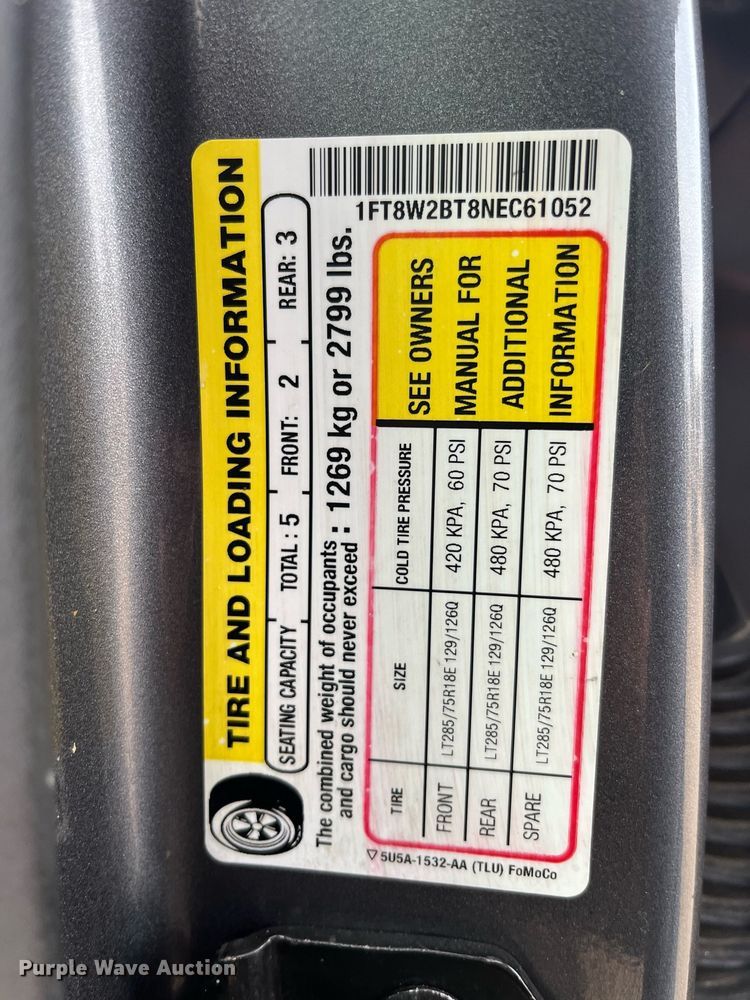 TIRE AND LOADING INFORMATION
SEATING CAPACITY TOTAL : 5 FRONT: 2 REAR: 3
The combined weight of occupants
and cargo should never exceed : 1269 kg or 2799 lbs.
1FT8W2BT8NEC61052
TIRE SIZE COLD TIRE PRESSURE
FRONT LT285/75R18E 129/126Q 420 KPA, 60 PSI
REAR LT285/75R18E 129/126Q 480 KPA, 70 PSI
SPARE LT285/75R18E 129/126Q 480 KPA, 70 PSI
SEE OWNERS
MANUAL FOR
ADDITIONAL
INFORMATION
5U5A-1532-AA (TLU) FoMoCo
Purple Wave Auction